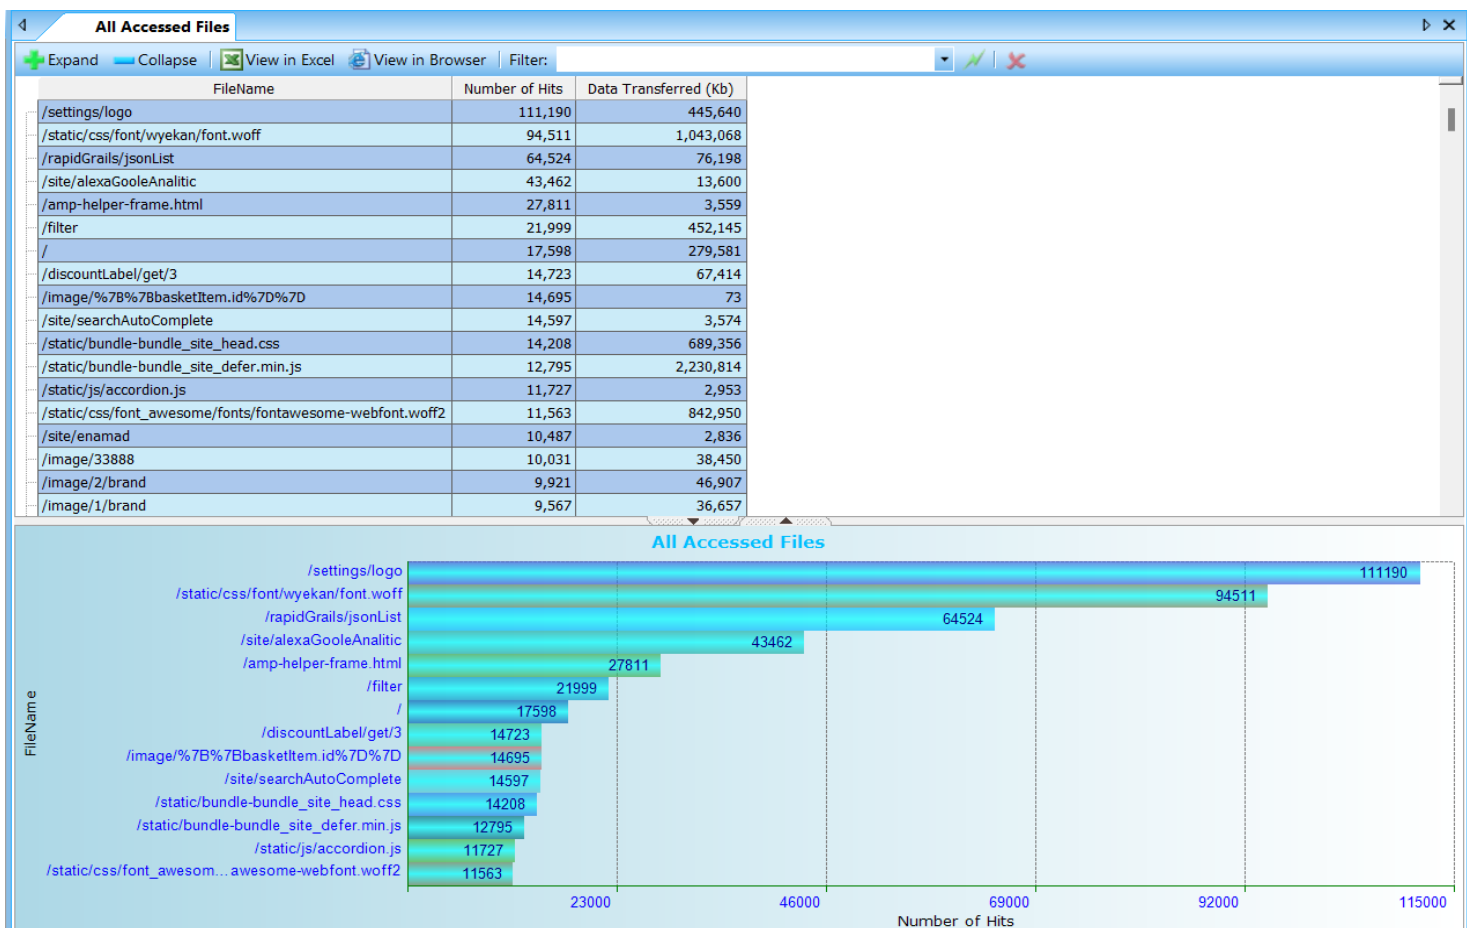 All Accessed Files
Expand Collapse View in Excel View in Browser Filter:
FileName Number of Hits Data Transferred (Kb)
/settings/logo 111,190 445,640
/static/css/font/wyekan/font.woff 94,511 1,043,068
/rapidGrails/jsonList 64,524 76,198
/site/alexaGooleAnalitic 43,462 13,600
/amp-helper-frame.html 27,811 3,559
/filter 21,999 452,145
/ 17,598 279,581
/discountLabel/get/3 14,723 67,414
/image/%7B%7BbasketItem.id%7D%7D 14,695 73
/site/searchAutoComplete 14,597 3,574
/static/bundle-bundle_site_head.css 14,208 689,356
/static/bundle-bundle_site_defer.min.js 12,795 2,230,814
/static/js/accordion.js 11,727 2,953
/static/css/font_awesome/fonts/fontawesome-webfont.woff2 11,563 842,950
/site/enamad 10,487 2,836
/image/33888 10,031 38,450
/image/2/brand 9,921 46,907
/image/1/brand 9,567 36,657
All Accessed Files
FileName
/settings/logo 111190
/static/css/font/wyekan/font.woff 94511
/rapidGrails/jsonList 64524
/site/alexaGooleAnalitic 43462
/amp-helper-frame.html 27811
/filter 21999
/ 17598
/discountLabel/get/3 14723
/image/%7B%7BbasketItem.id%7D%7D 14695
/site/searchAutoComplete 14597
/static/bundle-bundle_site_head.css 14208
/static/bundle-bundle_site_defer.min.js 12795
/static/js/accordion.js 11727
/static/css/font_awesom...awesome-webfont.woff2 11563
23000 46000 69000 92000 115000
Number of Hits